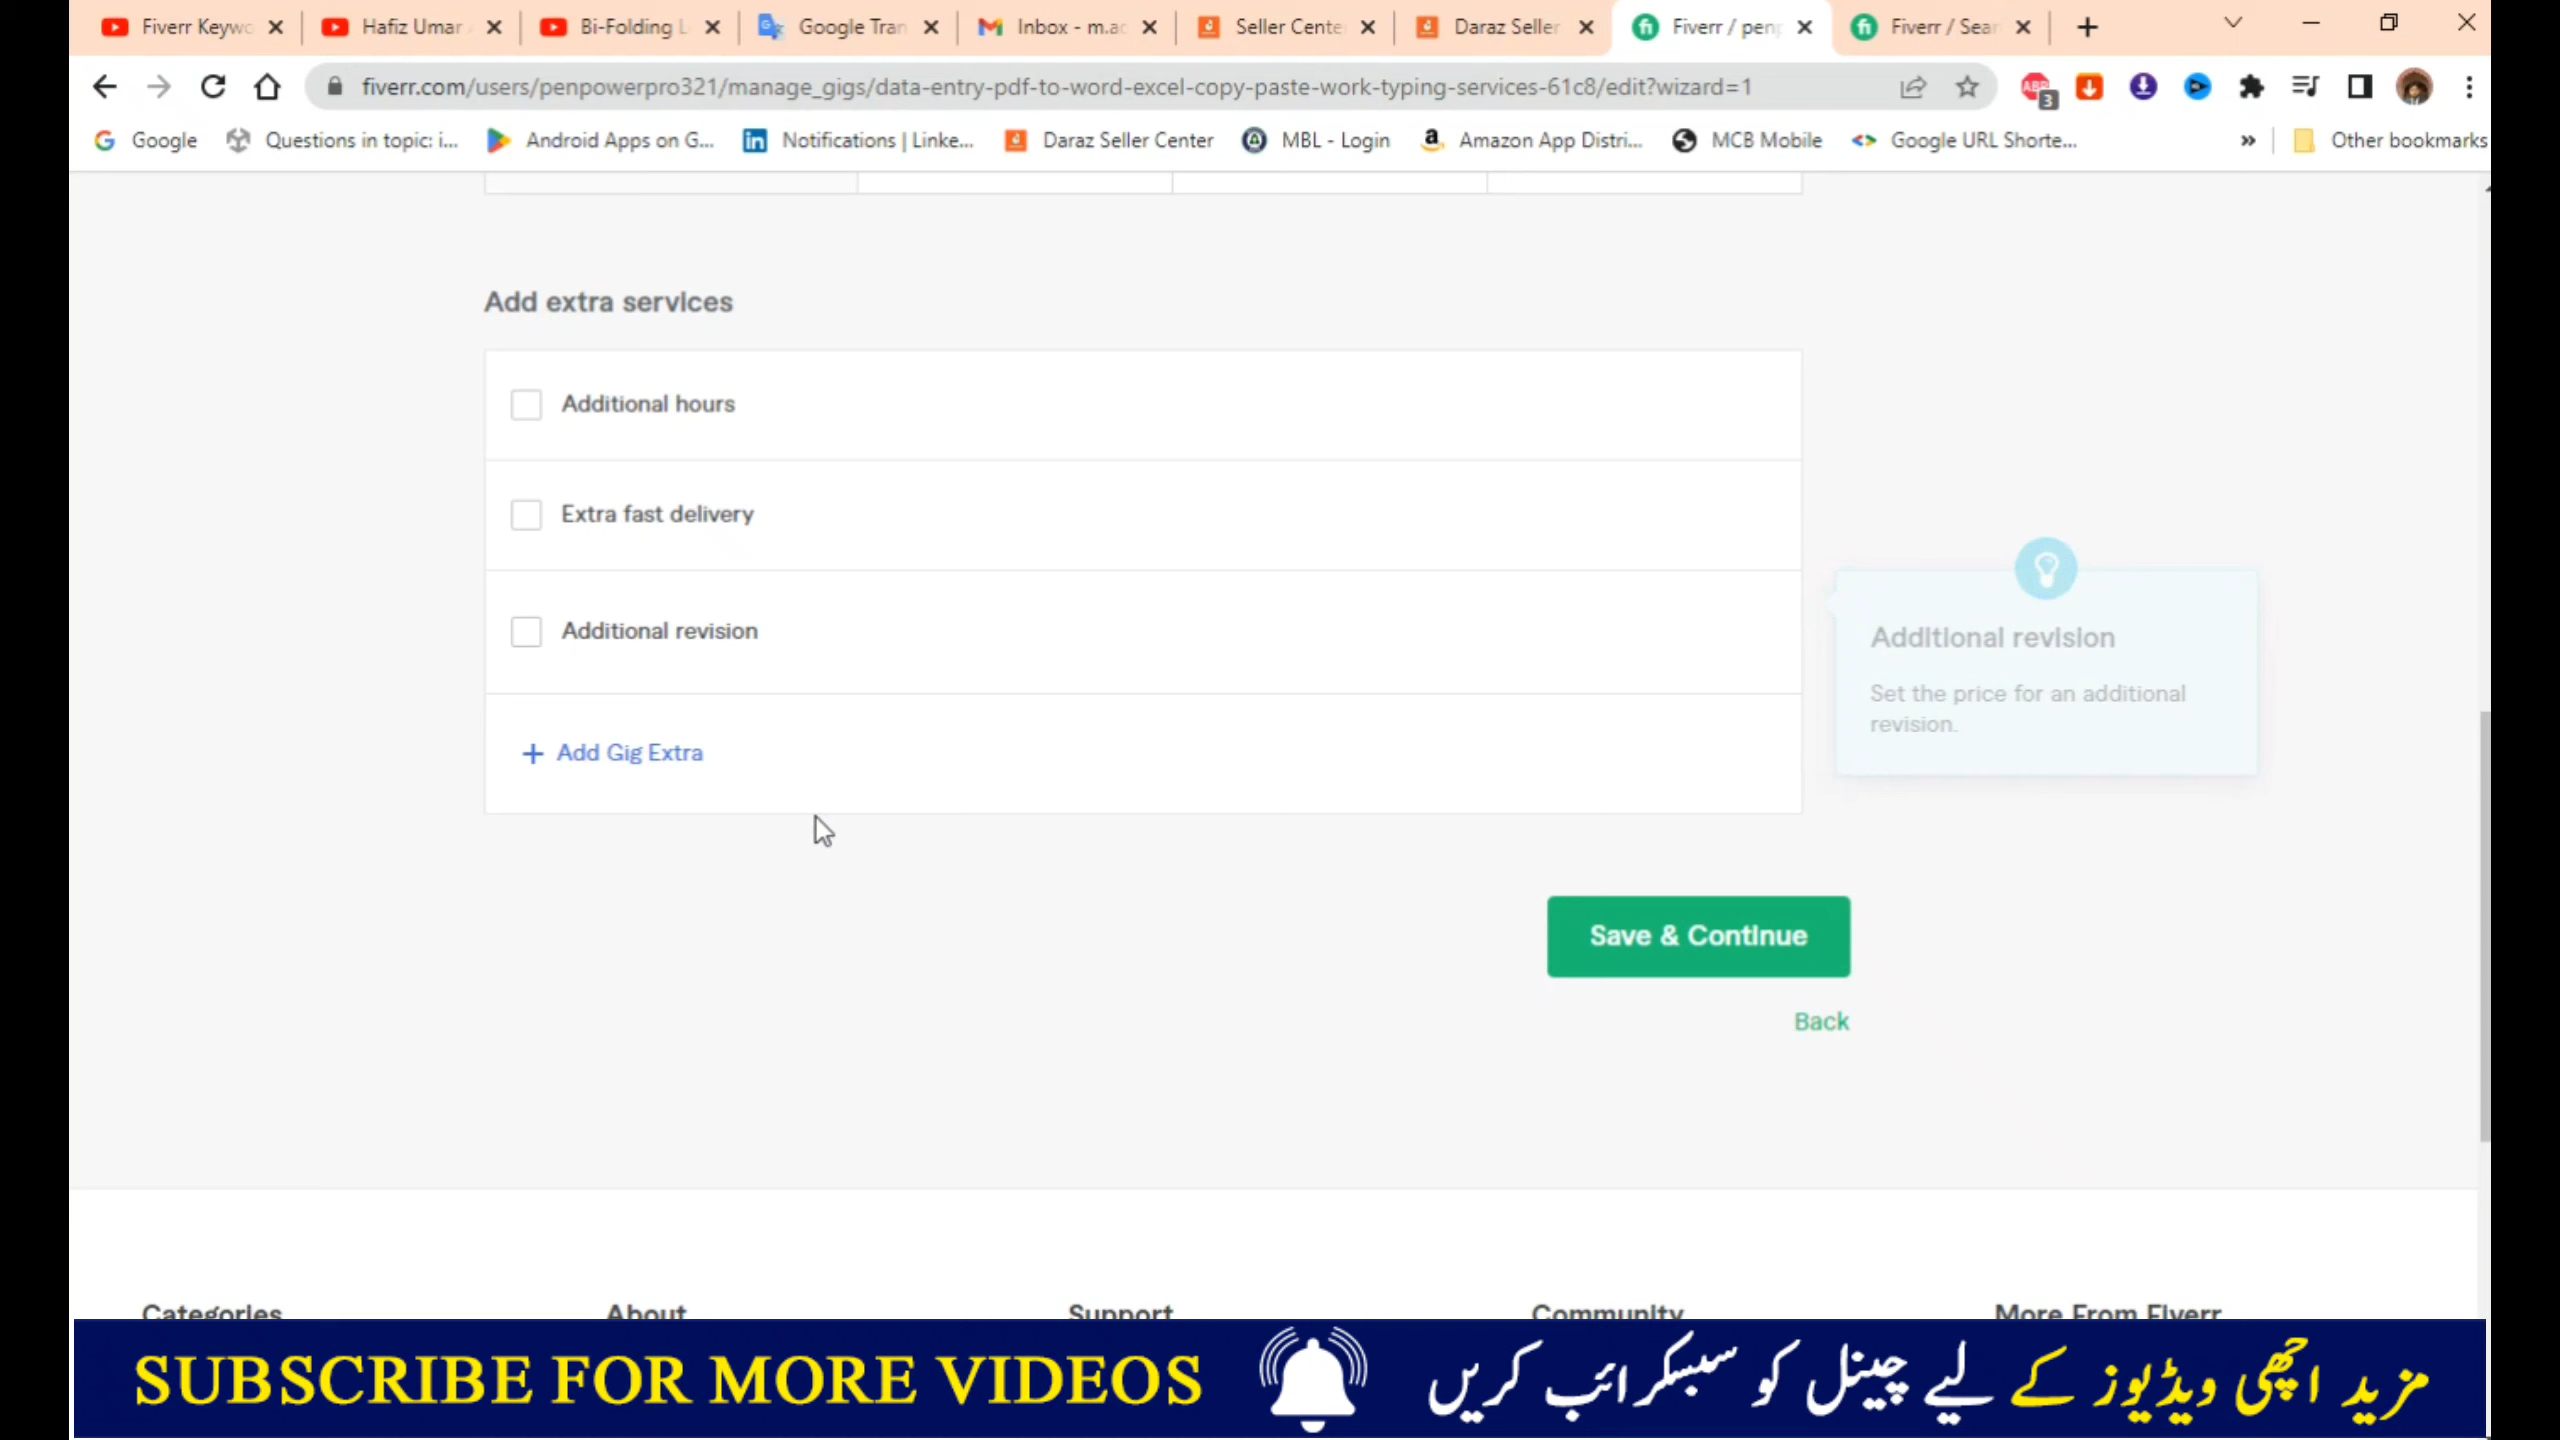 Fiverr Keywo
Hafiz Umar
Bi-Folding L
Google Tran
Inbox - m.ac
Seller Cente
Daraz Seller
Fiverr / penp
Fiverr / Sear
fiverr.com/users/penpowerpro321/manage_gigs/data-entry-pdf-to-word-excel-copy-paste-work-typing-services-61c8/edit?wizard=1
ABP
3
Google
Questions in topic: i...
Android Apps on G...
Notifications | Linke...
Daraz Seller Center
MBL - Login
Amazon App Distri...
MCB Mobile
Google URL Shorte...
»
Other bookmarks
Add extra services
Additional hours
Extra fast delivery
Additional revision
+ Add Gig Extra
Additional revision
Set the price for an additional
revision.
Save & Continue
Back
Categories
About
Support
Community
More From Fiverr
SUBSCRIBE FOR MORE VIDEOS
مزید اچھی ویڈیوز کے لیے چینل کو سبسکرائب کریں